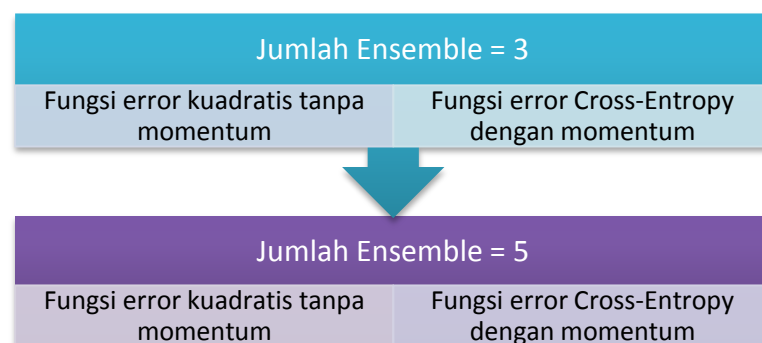 Jumlah Ensemble = 3
Fungsi error kuadratis tanpa
momentum
Fungsi error Cross-Entropy
dengan momentum
Jumlah Ensemble = 5
Fungsi error kuadratis tanpa
momentum
Fungsi error Cross-Entropy
dengan momentum